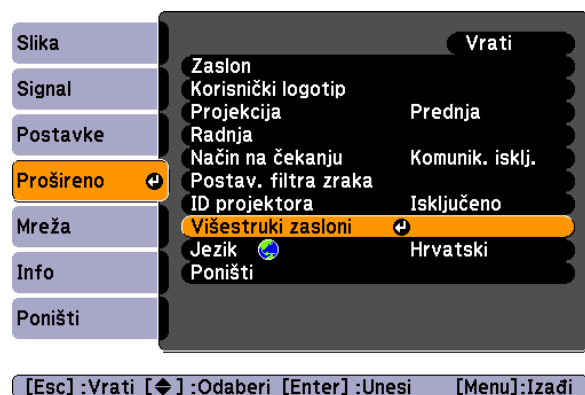 Slika
Signal
Postavke
Prošireno
Mreža
Info
Poništi
Vrati
Zaslon
Korisnički logotip
Projekcija Prednja
Radnja
Način na čekanju Komunik. isklj.
Postav. filtra zraka
ID projektora Isključeno
Višestruki zasloni
Jezik Hrvatski
Poništi
[Esc] :Vrati [◆] :Odaberi [Enter] :Unesi [Menu]:Izađi